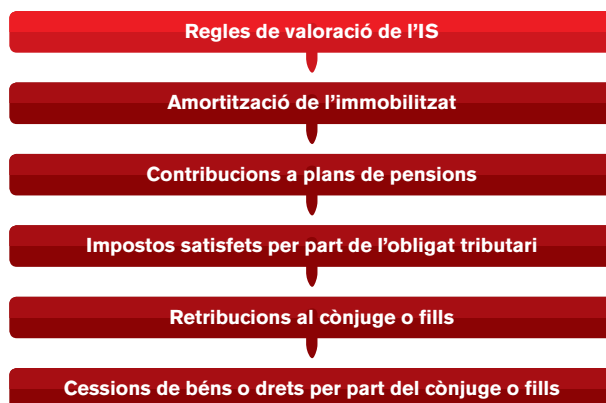 Regles de valoració de l’IS
Amortització de l’immobilitzat
Contribucions a plans de pensions
Impostos satisfets per part de l’obligat tributari
Retribucions al cònjuge o fills
Cessions de béns o drets per part del cònjuge o fills